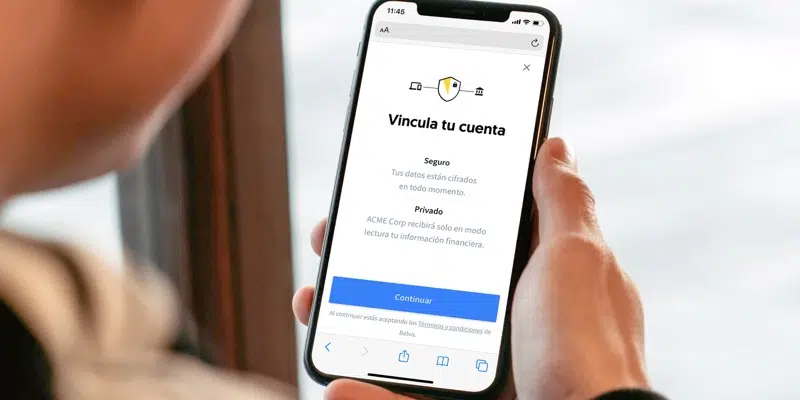 11:45
AA
Vincula tu cuenta
Seguro
Tus datos están cifrados
en todo momento.
Privado
ACME Corp recibirá solo en modo
lectura tu información financiera.
Continuar
Al continuar estás aceptando los Términos y condiciones de
Belvo.